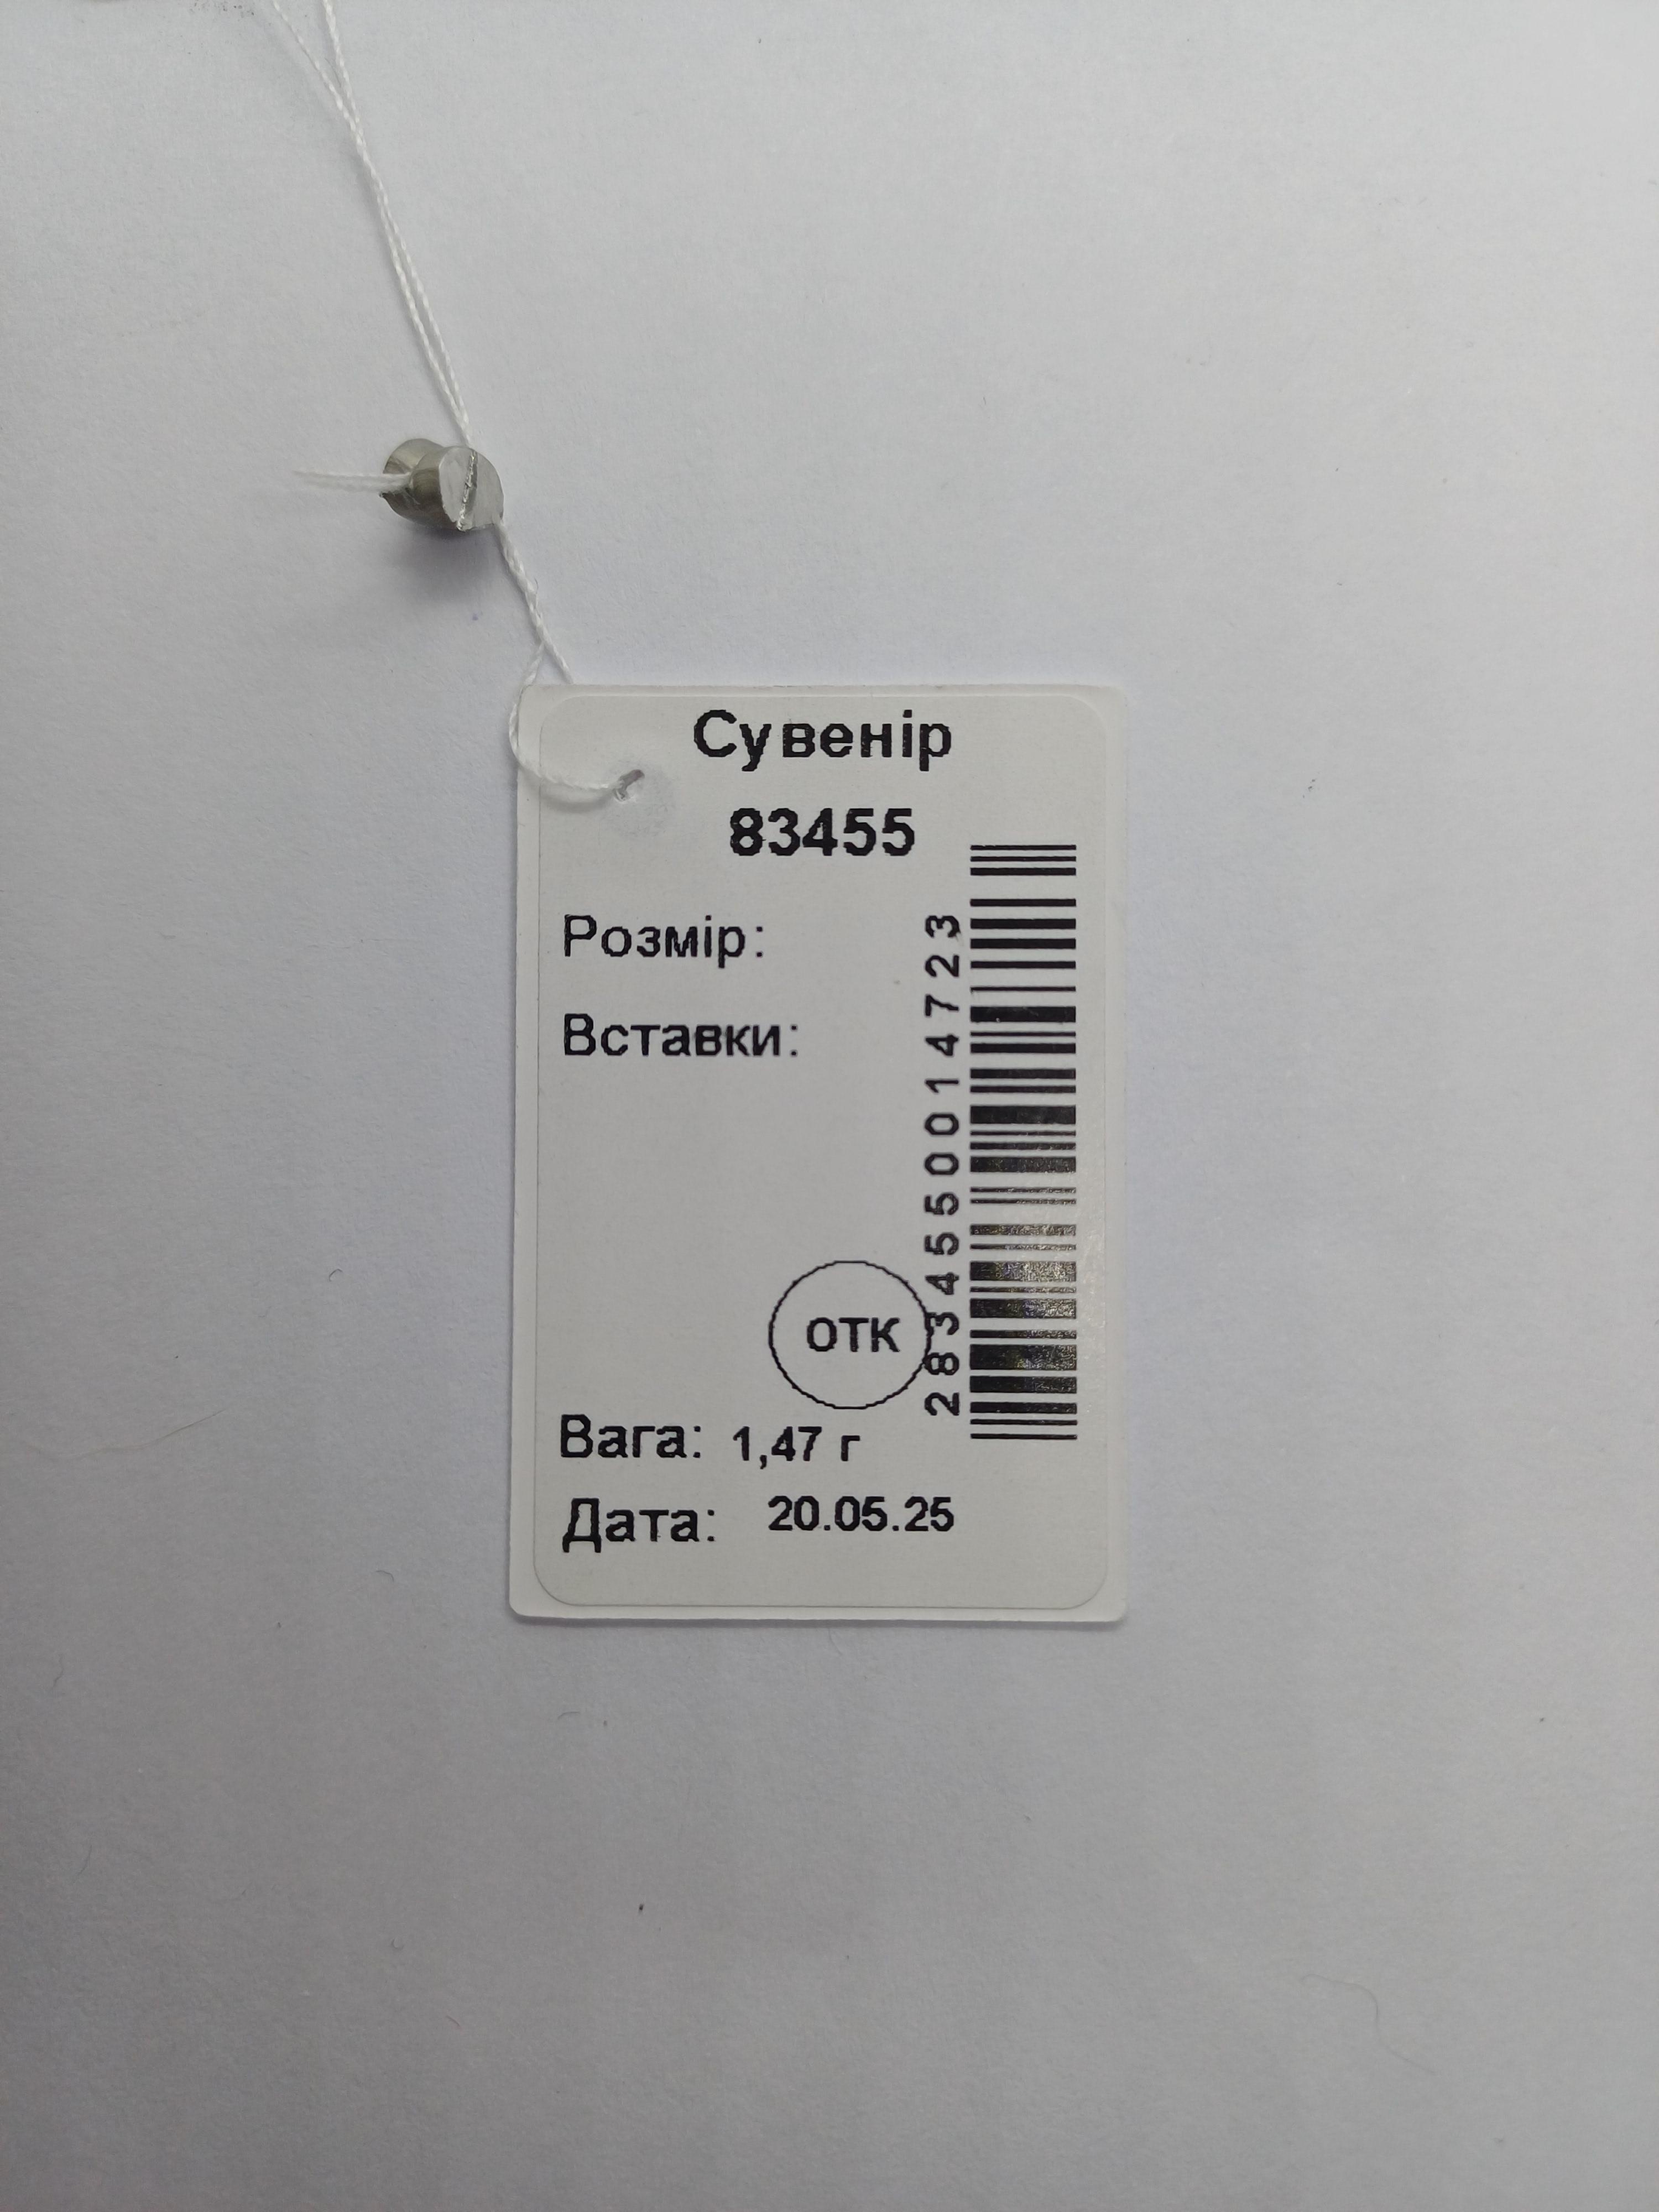 Сувенір
83455
Розмір:
Вставки:
2834550014723
ОТК
Вага: 1,47 г
Дата: 20.05.25